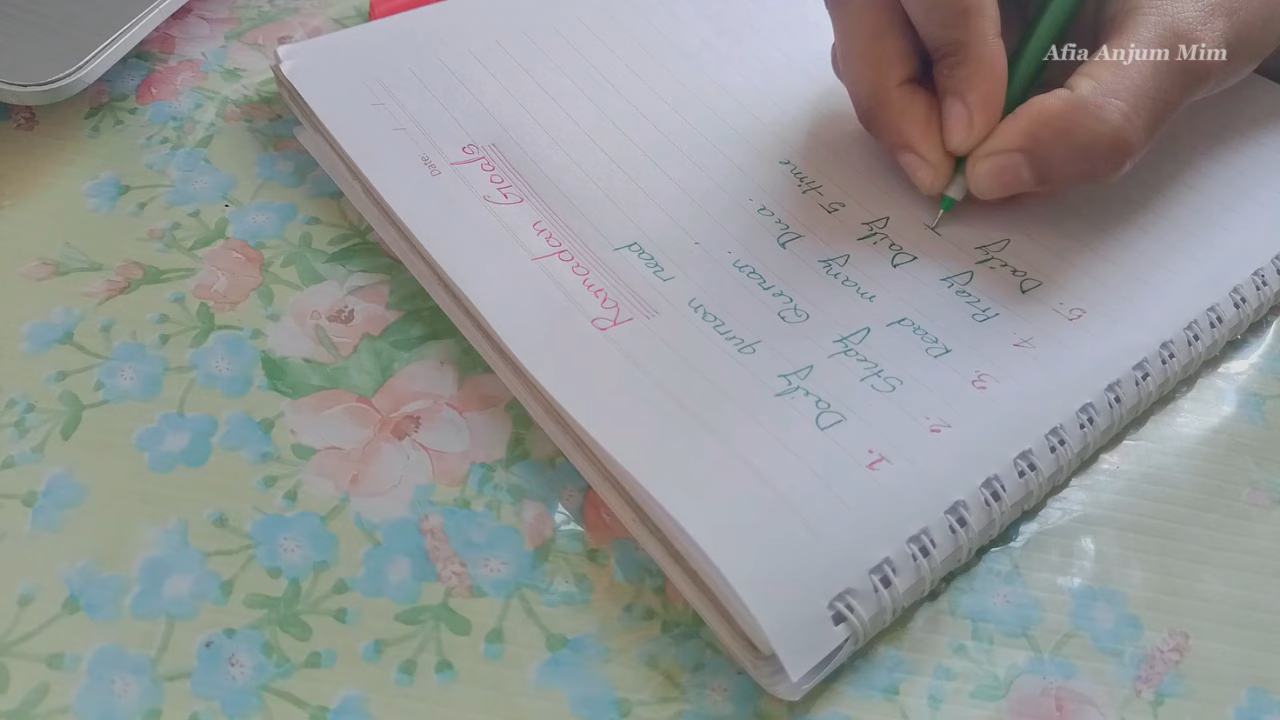 Afia Anjum Mim
Date:
Ramadan Goals
1. Daily quran read
2. Study Quran.
3. Read many Dua.
4. Pray Daily 5-time
5. Daily